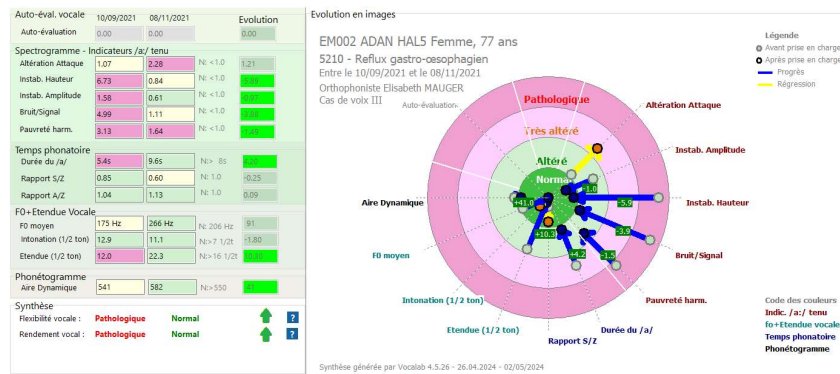 Auto-éval. vocale 10/09/2021 08/11/2021 Evolution
Auto-évaluation 0.00 0.00 0.00
Spectrogramme - Indicateurs /a:/ tenu
Altération Attaque 1.07 2.28 N: <1.0 1.21
Instab. Hauteur 6.73 0.84 N: <1.0
Instab. Amplitude 1.58 0.61 N: <1.0
Bruit/Signal 4.99 1.11 N: <1.0
Pauvreté harm. 3.13 1.64 N: <1.0
Temps phonatoire
Durée du /a/ 5.4s 9.6s N:> 8s 4.20
Rapport S/Z 0.85 0.60 N: 1.0 -0.25
Rapport A/Z 1.04 1.13 N: 1.0 0.09
F0+Etendue Vocale
F0 moyen 175 Hz 266 Hz N: 206 Hz 91
Intonation (1/2 ton) 12.9 11.1 N:>7 1/2t -1.80
Etendue (1/2 ton) 12.0 22.3 N:>16 1/2t 10.30
Phonétogramme
Aire Dynamique 541 582 N:>550 41
Synthèse
Flexibilité vocale : Pathologique Normal ?
Rendement vocal : Pathologique Normal ?
Evolution en images
EM002 ADAN HAL5 Femme, 77 ans
5210 - Reflux gastro-œsophagien
Entre le 10/09/2021 et le 08/11/2021
Orthophoniste Elisabeth MAUGER
Cas de voix III
Légende
Avant prise en charge
Après prise en charge
Progrès
Régression
Auto-évaluation
Pathologique
Altération Attaque
Très altéré
Instab. Amplitude
Altéré
Normal
-1.0
Aire Dynamique
+41.0
-5.9
Instab. Hauteur
+10.3
-3.9
F0 moyen
+4.2
-1.5
Bruit/Signal
Intonation (1/2 ton)
Pauvreté harm.
Etendue (1/2 ton)
Durée du /a/
Rapport S/Z
Code des couleurs
Indic. /a:/ tenu
fo+Etendue vocale
Temps phonatoire
Phonétogramme
Synthèse générée par Vocalab 4.5.26 - 26.04.2024 - 02/05/2024